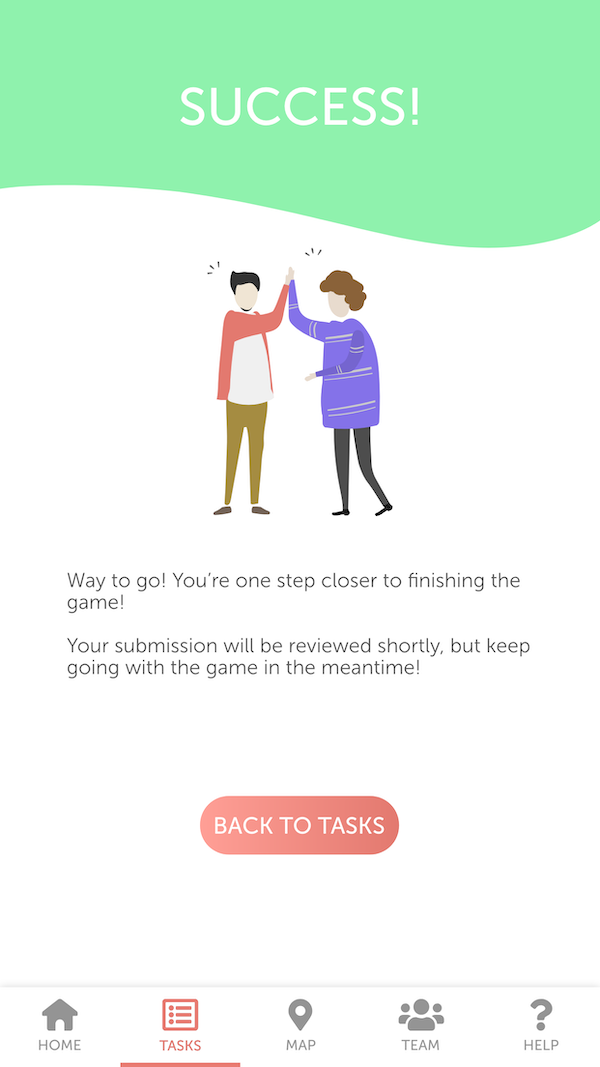 SUCCESS!
Way to go! You’re one step closer to finishing the
game!
Your submission will be reviewed shortly, but keep
going with the game in the meantime!
BACK TO TASKS
HOME
TASKS
MAP
TEAM
HELP